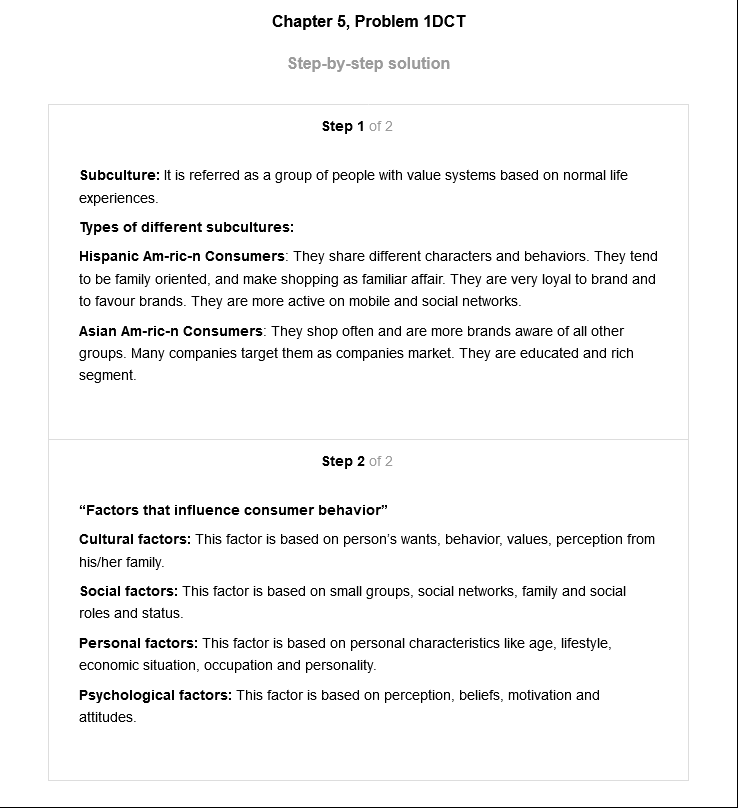 Chapter 5, Problem 1DCT
Step-by-step solution
Step 1 of 2
Subculture: It is referred as a group of people with value systems based on normal life
experiences.
Types of different subcultures:
Hispanic Am-ric-n Consumers: They share different characters and behaviors. They tend
to be family oriented, and make shopping as familiar affair. They are very loyal to brand and
to favour brands. They are more active on mobile and social networks.
Asian Am-ric-n Consumers: They shop often and are more brands aware of all other
groups. Many companies target them as companies market. They are educated and rich
segment.
Step 2 of 2
“Factors that influence consumer behavior”
Cultural factors: This factor is based on person’s wants, behavior, values, perception from
his/her family.
Social factors: This factor is based on small groups, social networks, family and social
roles and status.
Personal factors: This factor is based on personal characteristics like age, lifestyle,
economic situation, occupation and personality.
Psychological factors: This factor is based on perception, beliefs, motivation and
attitudes.